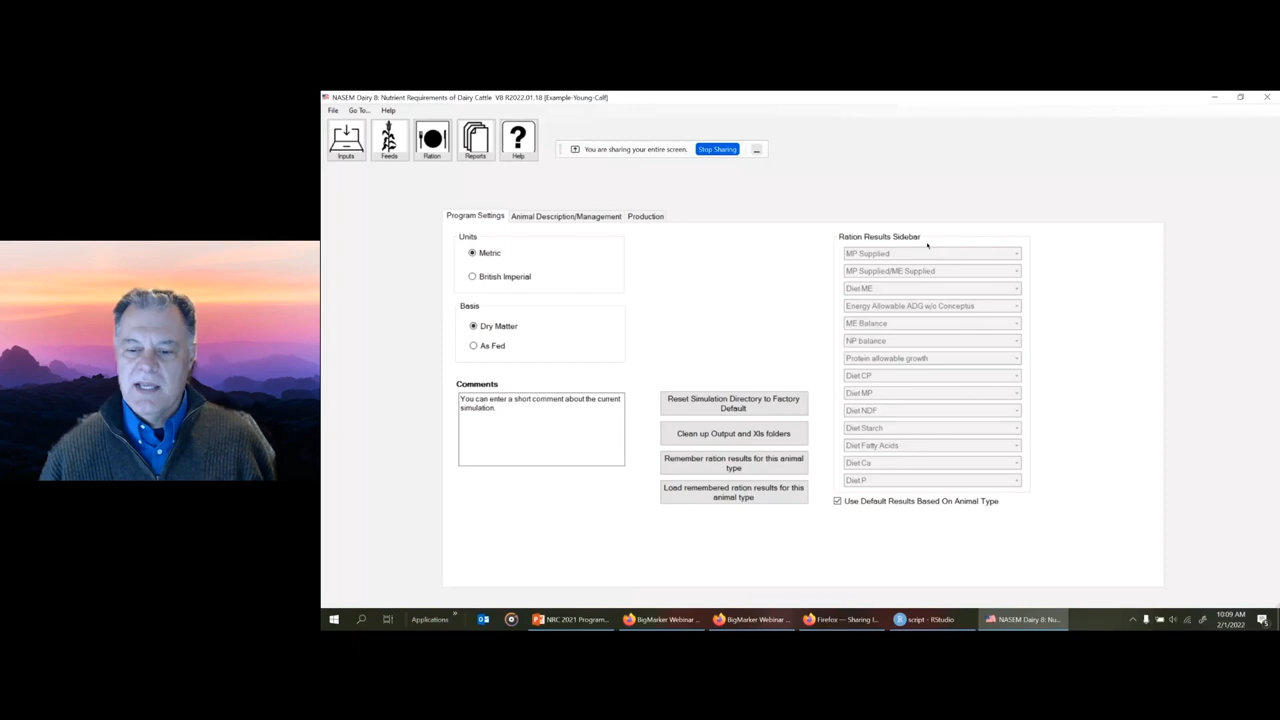 NASEM Dairy 8: Nutrient Requirements of Dairy Cattle V8 R2022.01.18 [Example-Young-Calf]
File Go To... Help
Inputs Feeds Ration Reports ? Help
You are sharing your entire screen. Stop Sharing
Program Settings Animal Description/Management Production
Units
Metric
British Imperial
Basis
Dry Matter
As Fed
Comments
You can enter a short comment about the current
simulation.
Reset Simulation Directory to Factory
Default
Clean up Output and Xls folders
Remember ration results for this animal
type
Load remembered ration results for this
animal type
Ration Results Sidebar
MP Supplied
MP Supplied/ME Supplied
Diet ME
Energy Allowable ADG w/o Conceptus
ME Balance
NP balance
Protein allowable growth
Diet CP
Diet MP
Diet NDF
Diet Starch
Diet Fatty Acids
Diet Ca
Diet P
Use Default Results Based On Animal Type
Applications » NRC 2021 Program... BigMarker Webinar ... BigMarker Webinar ... Firefox — Sharing I... script - RStudio NASEM Dairy 8: Nu...
10:09 AM
2/1/2022